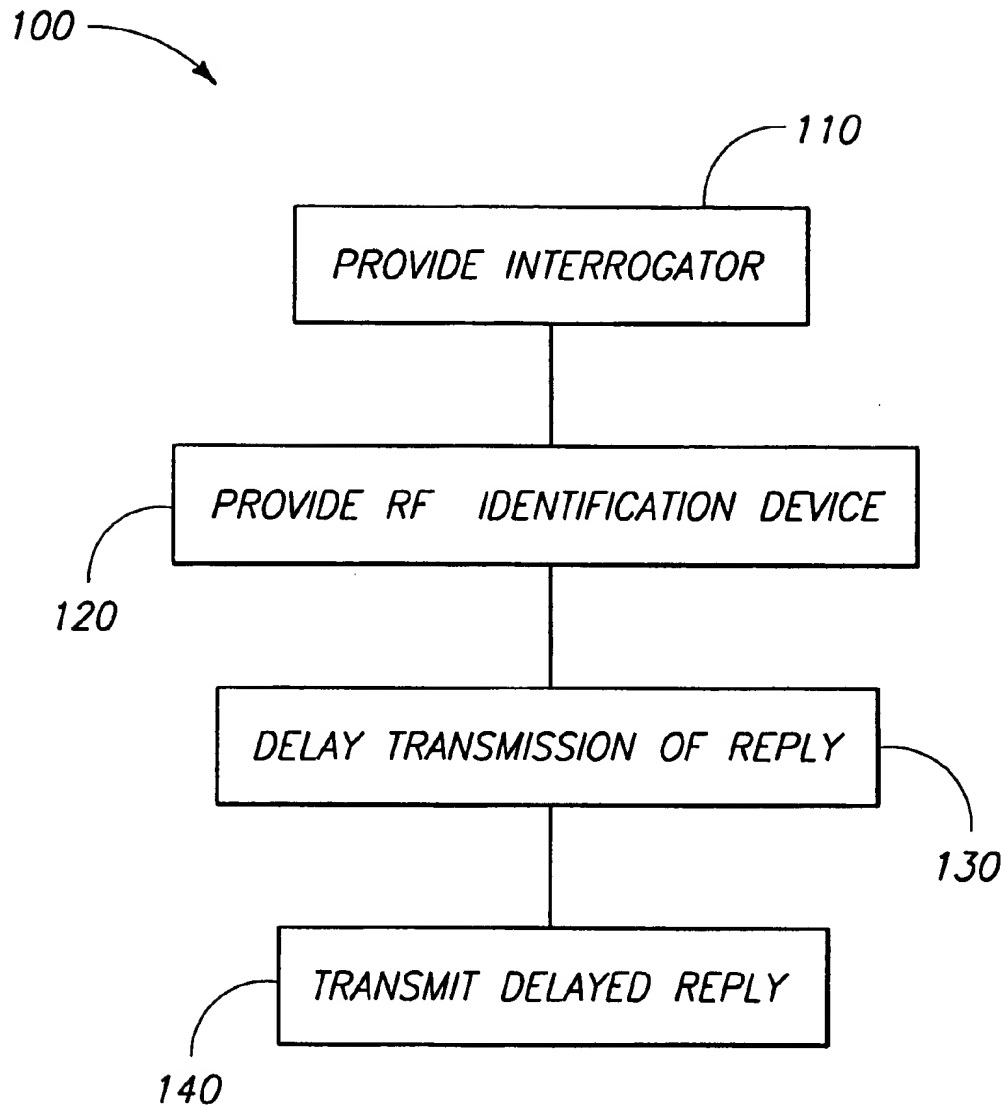 100
110
PROVIDE INTERROGATOR
PROVIDE RF IDENTIFICATION DEVICE
120
DELAY TRANSMISSION OF REPLY
130
TRANSMIT DELAYED REPLY
140